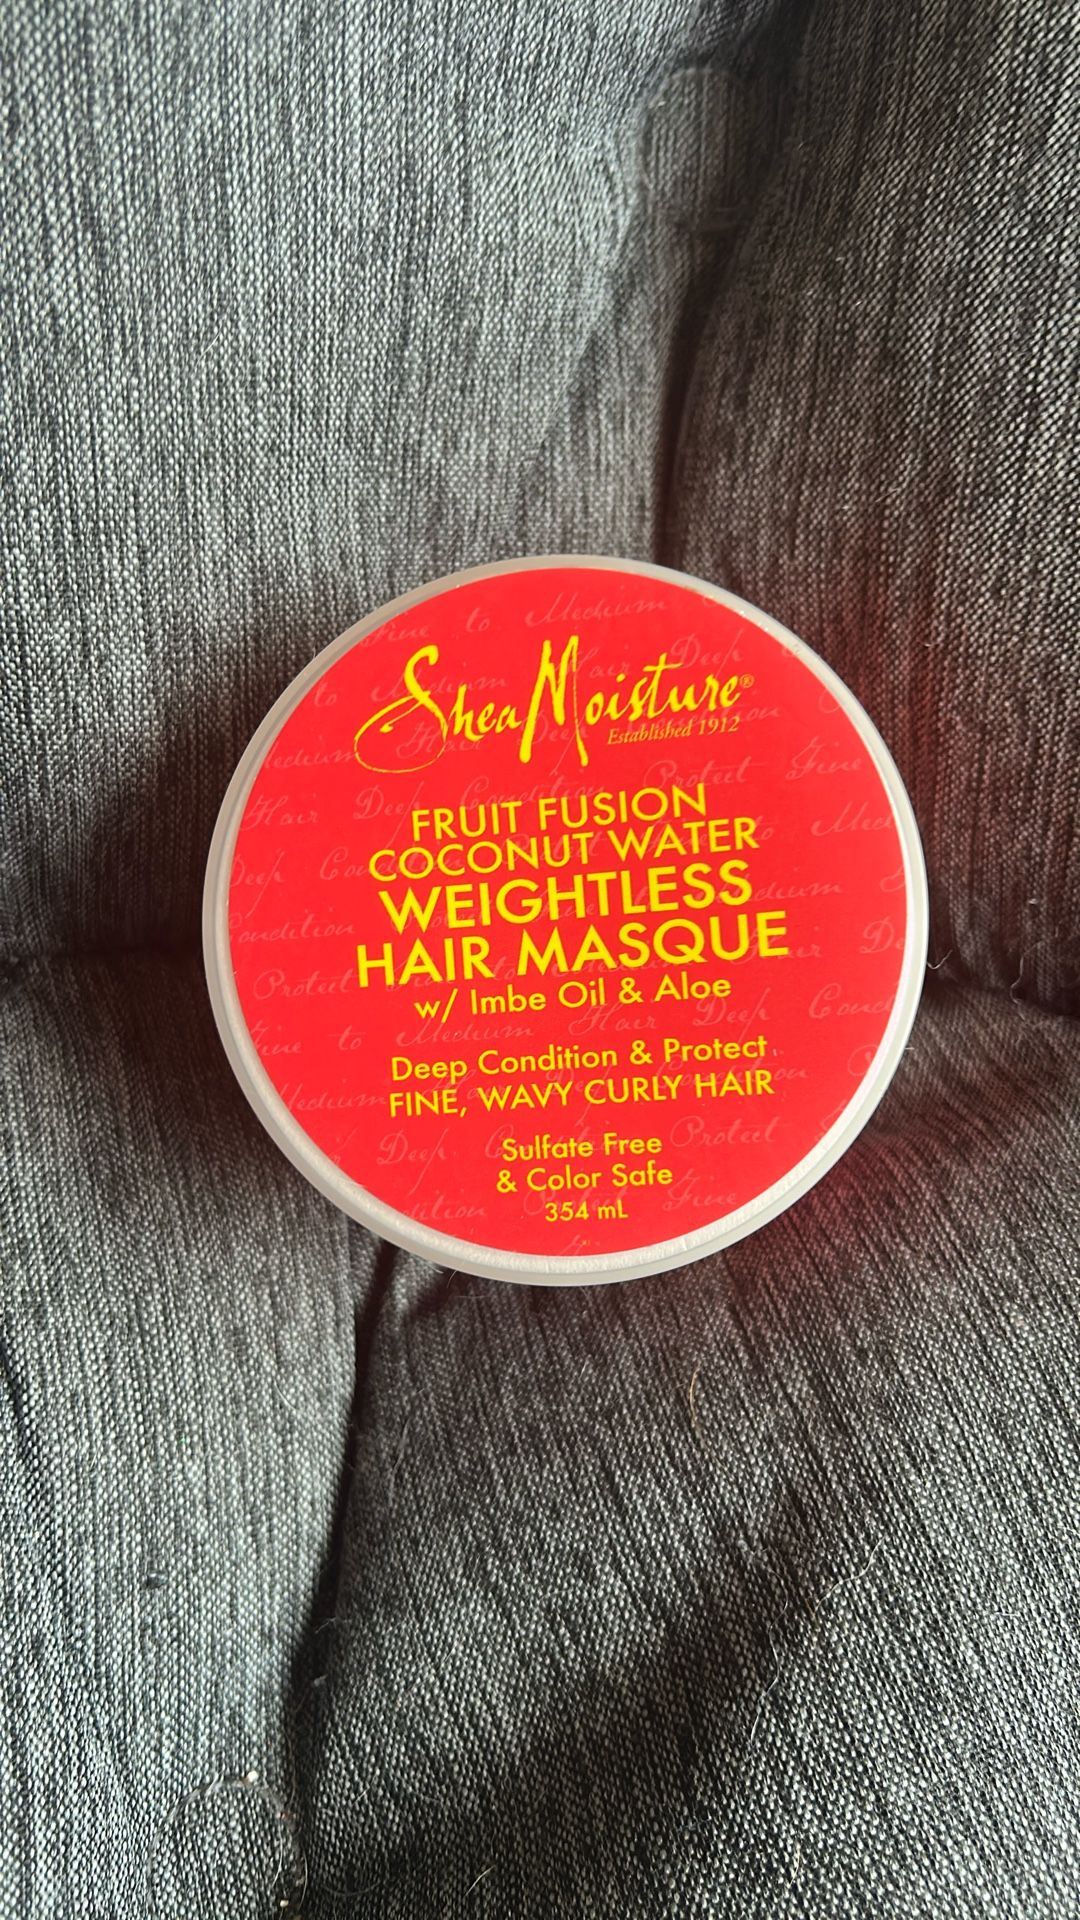 SheaMoisture®
Established 1912
FRUIT FUSION
COCONUT WATER
WEIGHTLESS
HAIR MASQUE
w/ Imbe Oil & Aloe
Deep Condition & Protect
FINE, WAVY CURLY HAIR
Sulfate Free
& Color Safe
354 mL